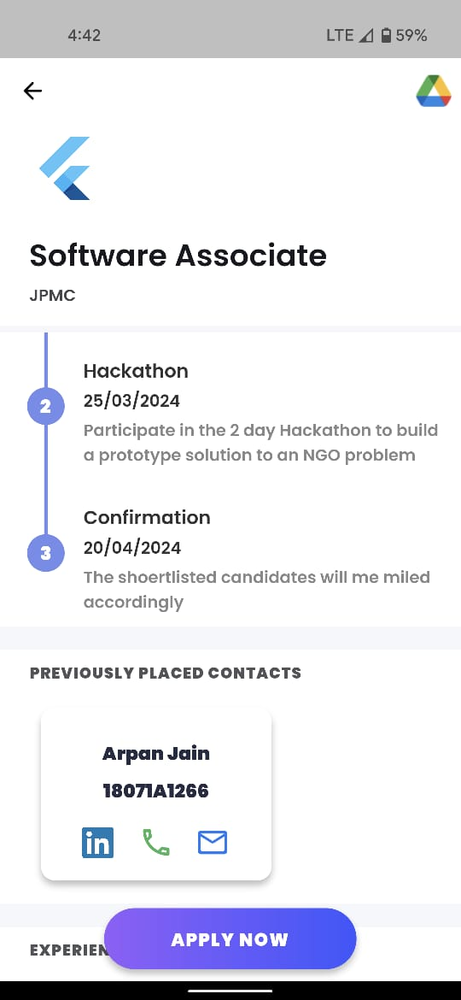 4:42 LTE 59%
Software Associate
JPMC
Hackathon
2 25/03/2024
Participate in the 2 day Hackathon to build
a prototype solution to an NGO problem
Confirmation
3 20/04/2024
The shoertlisted candidates will me miled
accordingly
PREVIOUSLY PLACED CONTACTS
Arpan Jain
18071A1266
in
APPLY NOW
EXPERIEN